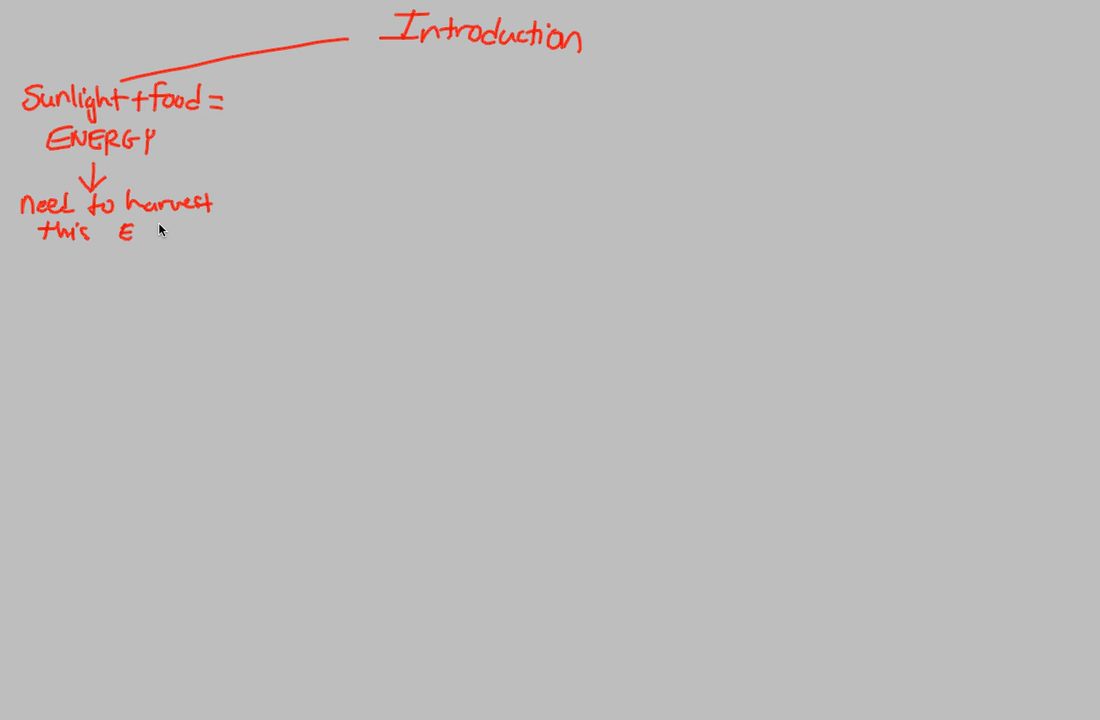 Introduction
Sunlight + food =
ENERGY
need to harvest
this E